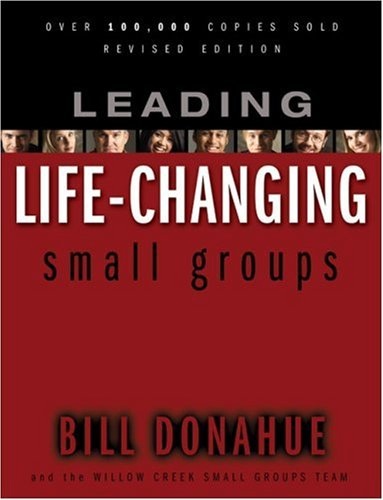 OVER 100,000 COPIES SOLD
REVISED EDITION
LEADING
LIFE-CHANGING
small groups
BILL DONAHUE
and the WILLOW CREEK SMALL GROUPS TEAM